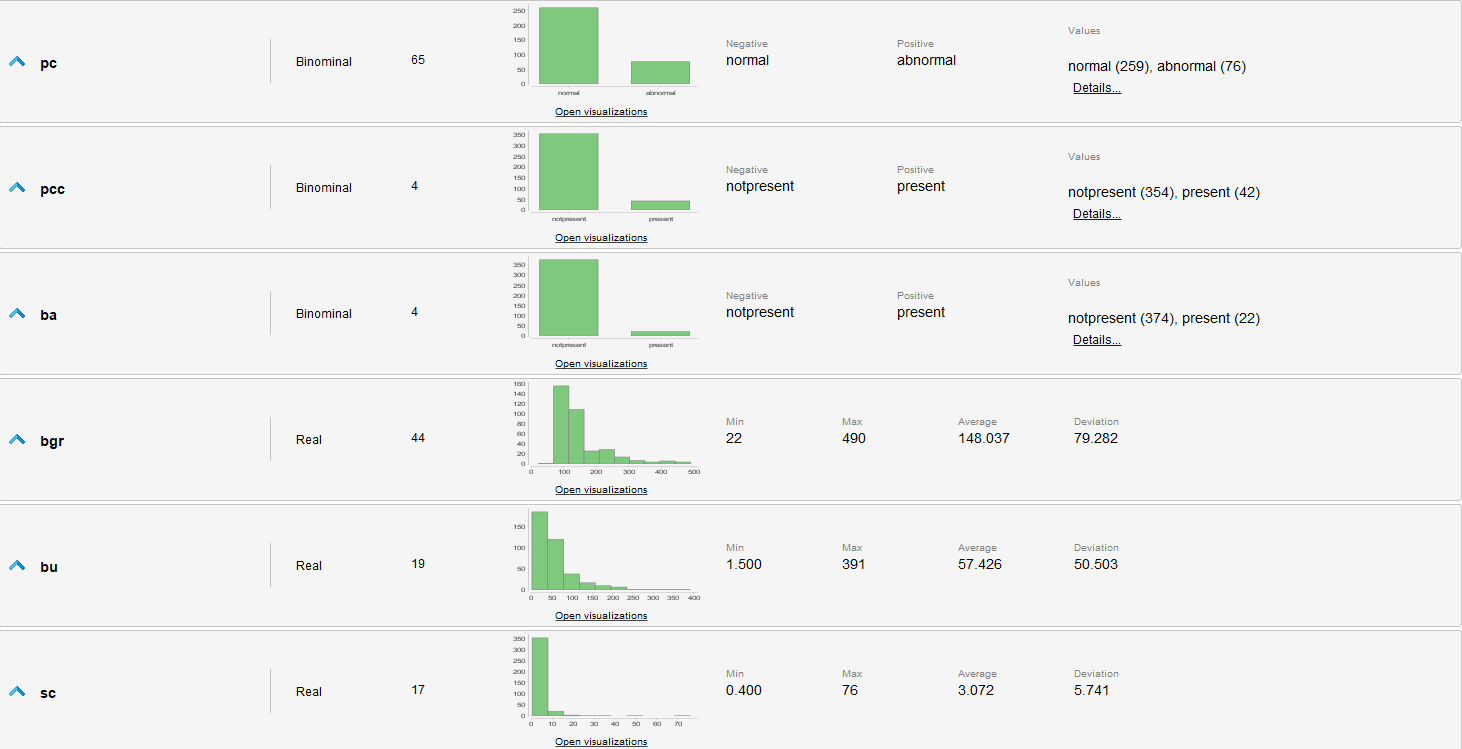 pc Binominal 65
250
200
150
100
50
0
normal abnormal
Open visualizations
Negative
normal
Positive
abnormal
Values
normal (259), abnormal (76)
Details...
pcc Binominal 4
350
300
250
200
150
100
50
0
notpresent present
Open visualizations
Negative
notpresent
Positive
present
Values
notpresent (354), present (42)
Details...
ba Binominal 4
350
300
250
200
150
100
50
0
notpresent present
Open visualizations
Negative
notpresent
Positive
present
Values
notpresent (374), present (22)
Details...
bgr Real 44
160
140
120
100
80
60
40
20
0
0 100 200 300 400 500
Open visualizations
Min
22
Max
490
Average
148.037
Deviation
79.282
bu Real 19
150
100
50
0
0 50 100 150 200 250 300 350 400
Open visualizations
Min
1.500
Max
391
Average
57.426
Deviation
50.503
sc Real 17
350
300
250
200
150
100
50
0
0 10 20 30 40 50 60 70
Open visualizations
Min
0.400
Max
76
Average
3.072
Deviation
5.741